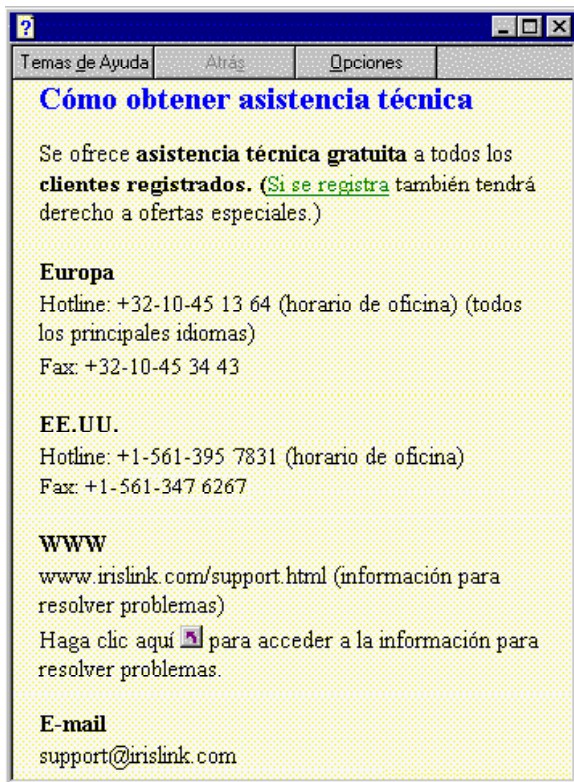 Temas de Ayuda Atrás Opciones
Cómo obtener asistencia técnica
Se ofrece asistencia técnica gratuita a todos los
clientes registrados. (Si se registra también tendrá
derecho a ofertas especiales.)
Europa
Hotline: +32-10-45 13 64 (horario de oficina) (todos
los principales idiomas)
Fax: +32-10-45 34 43
EE.UU.
Hotline: +1-561-395 7831 (horario de oficina)
Fax: +1-561-347 6267
WWW
www.irislink.com/support.html (información para
resolver problemas)
Haga clic aquí para acceder a la información para
resolver problemas.
E-mail
support@irislink.com